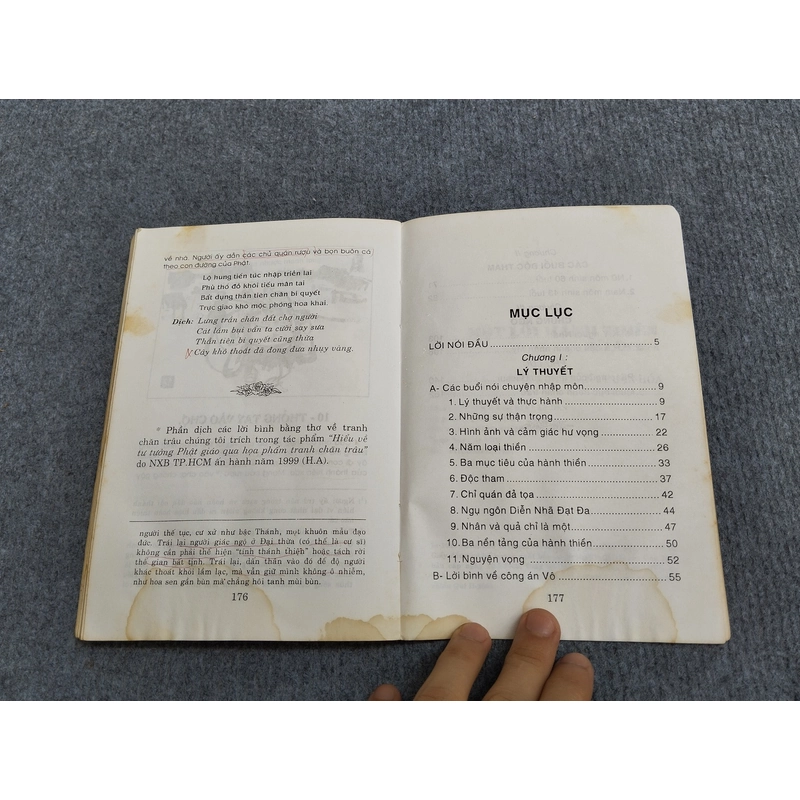 về nhà. Người ấy dẫn các chủ quán rượu và bọn buôn cá
theo con đường của Phật.
Lộ hung tiển túc nhập triền lai
Phù thổ đồ khôi tiếu mãn tai
Bất dụng thần tiên chân bí quyết
Trực giao khô mộc phóng hoa khai.
Dịch: Lưng trần chân đất chợ người
Cát lầm bụi vấn ta cười say sưa
Thần tiên bí quyết cũng thừa
Cây khô thoắt đã đong đưa nhụy vàng.
* Phần dịch các lời bình bằng thơ về tranh
chăn trâu chúng tôi trích trong tác phẩm "Hiểu về
tư tưởng Phật giáo qua họa phẩm tranh chăn trâu"
do NXB TP.HCM ấn hành năm 1999 (H.A).
người thế tục, cư xử như bậc Thánh, một khuôn mẫu đạo
đức. Trái lại người giác ngộ ở Đại thừa (có thể là cư sĩ)
không cần phải thể hiện "tính thánh thiện" hoặc tách rời
thế gian bất tịnh. Trái lại, dấn thân vào đó để độ người
khác thoát khỏi lầm lạc, mà vẫn giữ mình không ô nhiễm,
như hoa sen gần bùn mà chẳng hôi tanh mùi bùn.
176
MỤC LỤC
LỜI NÓI ĐẦU 5
Chương I :
LÝ THUYẾT
A- Các buổi nói chuyện nhập môn 9
1. Lý thuyết và thực hành 9
2. Những sự thận trọng 17
3. Hình ảnh và cảm giác hư vọng 22
4. Năm loại thiền 26
5. Ba mục tiêu của hành thiền 33
6. Độc tham 37
7. Chỉ quán đả tọa 42
8. Ngụ ngôn Diễn Nhã Đạt Đa 44
9. Nhân và quả chỉ là một 47
10. Ba nền tảng của hành thiền 50
11. Nguyện vọng 52
B- Lời bình về công án Vô 55
177